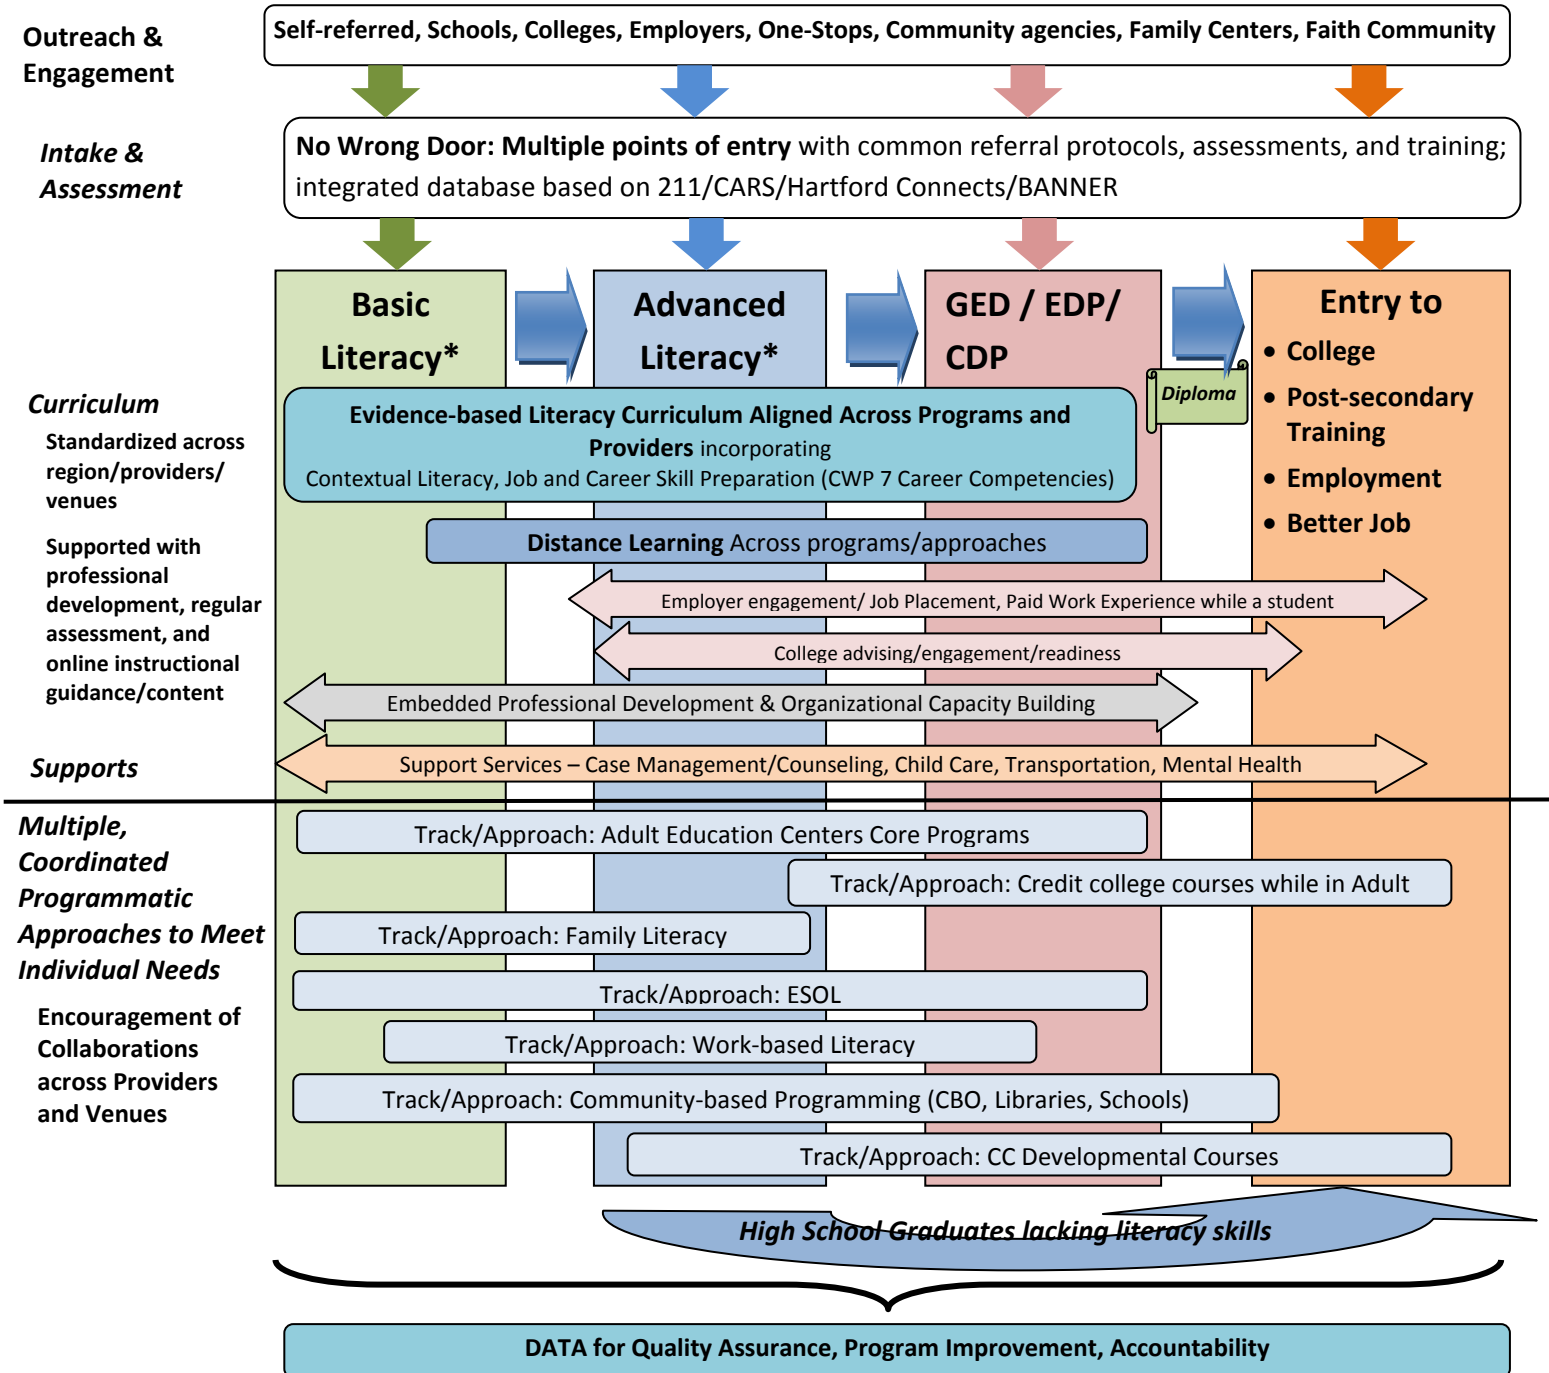 Outreach &
Engagement
Self-referred, Schools, Colleges, Employers, One-Stops, Community agencies, Family Centers, Faith Community
Intake &
Assessment
No Wrong Door: Multiple points of entry with common referral protocols, assessments, and training;
integrated database based on 211/CARS/Hartford Connects/BANNER
Basic
Literacy*
Advanced
Literacy*
GED / EDP/
CDP
Diploma
Entry to
• College
• Post-secondary
Training
• Employment
• Better Job
Curriculum
Standardized across
region/providers/
venues
Supported with
professional
development, regular
assessment, and
online instructional
guidance/content
Evidence-based Literacy Curriculum Aligned Across Programs and
Providers incorporating
Contextual Literacy, Job and Career Skill Preparation (CWP 7 Career Competencies)
Distance Learning Across programs/approaches
Employer engagement/ Job Placement, Paid Work Experience while a student
College advising/engagement/readiness
Embedded Professional Development & Organizational Capacity Building
Supports
Support Services – Case Management/Counseling, Child Care, Transportation, Mental Health
Multiple,
Coordinated
Programmatic
Approaches to Meet
Individual Needs
Encouragement of
Collaborations
across Providers
and Venues
Track/Approach: Adult Education Centers Core Programs
Track/Approach: Credit college courses while in Adult
Track/Approach: Family Literacy
Track/Approach: ESOL
Track/Approach: Work-based Literacy
Track/Approach: Community-based Programming (CBO, Libraries, Schools)
Track/Approach: CC Developmental Courses
High School Graduates lacking literacy skills
DATA for Quality Assurance, Program Improvement, Accountability